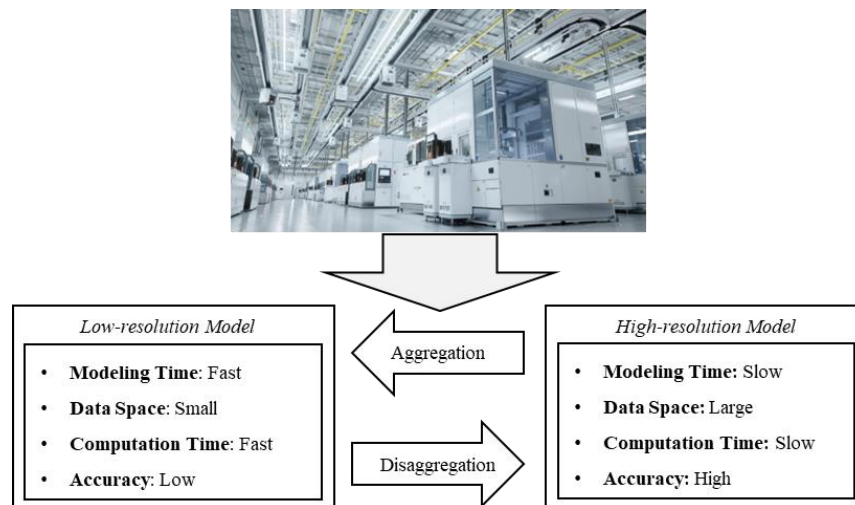 Low-resolution Model
• Modeling Time: Fast
• Data Space: Small
• Computation Time: Fast
• Accuracy: Low
Aggregation
Disaggregation
High-resolution Model
• Modeling Time: Slow
• Data Space: Large
• Computation Time: Slow
• Accuracy: High